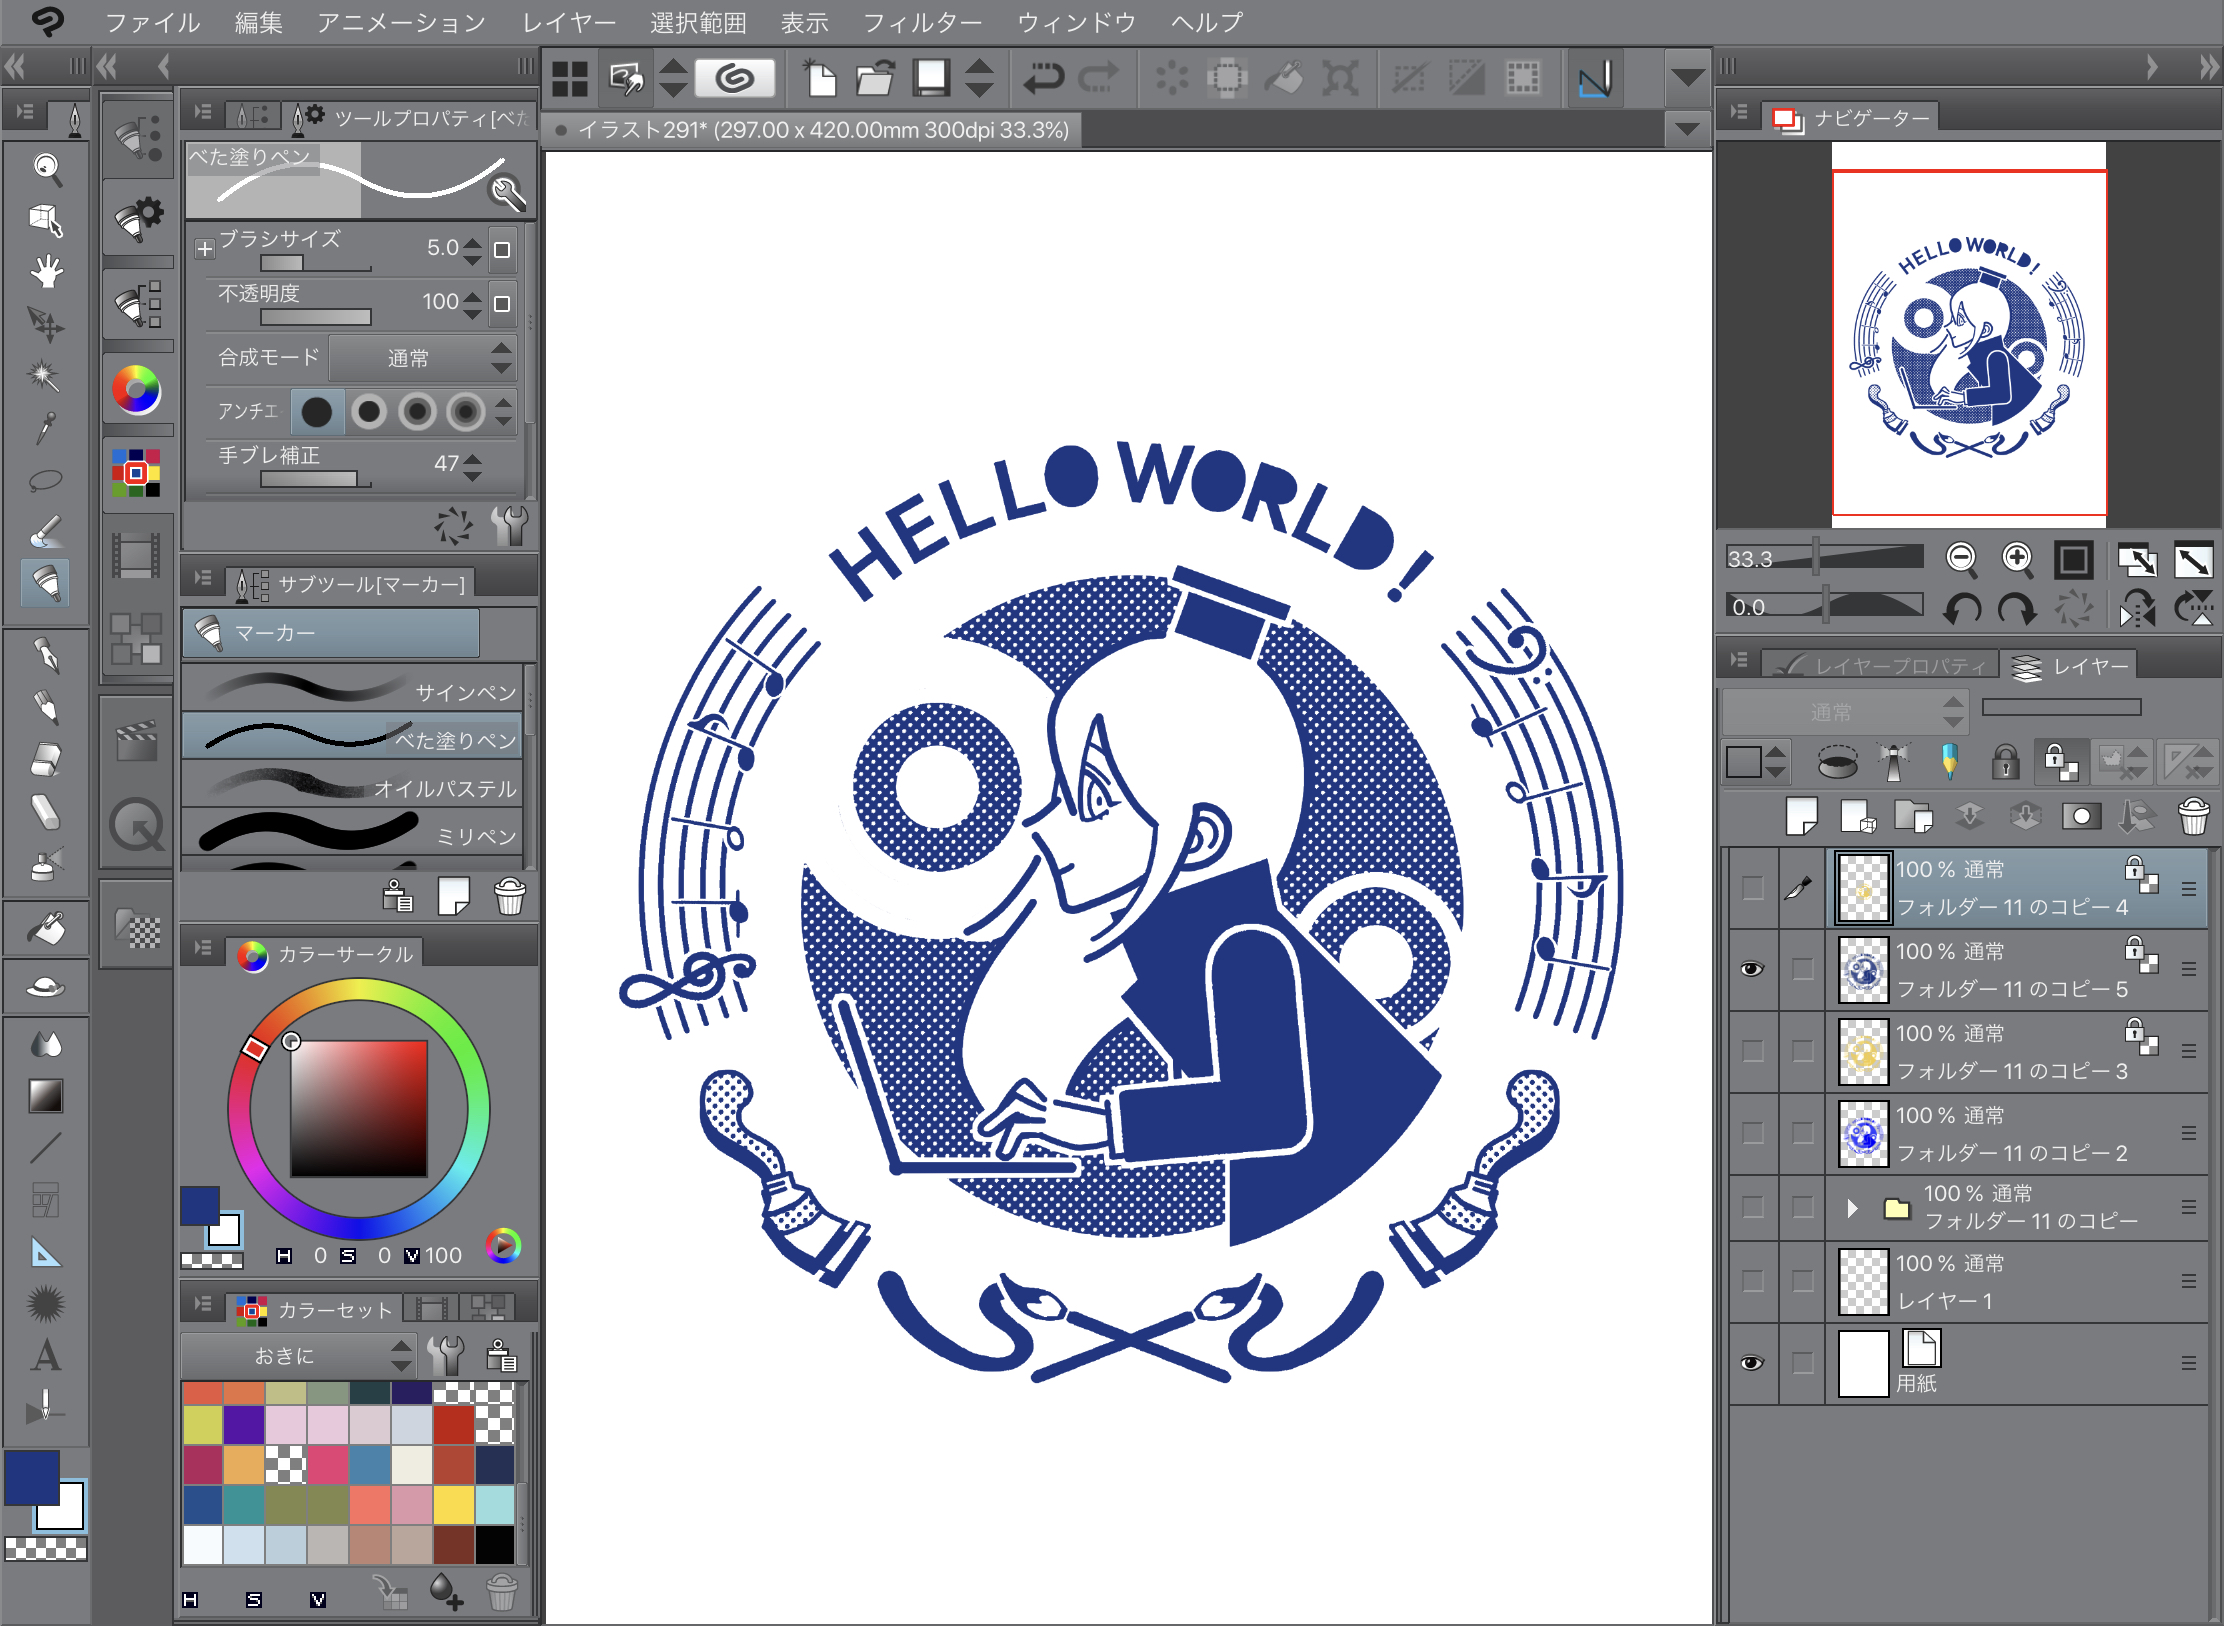 ファイル 編集 アニメーション レイヤー 選択範囲 表示 フィルター ウィンドウ ヘルプ
ツールプロパティ[べた
イラスト291* (297.00 x 420.00mm 300dpi 33.3%)
ナビゲーター
べた塗りペン
ブラシサイズ 5.0
不透明度 100
合成モード 通常
アンチエ
手ブレ補正 47
サブツール[マーカー]
マーカー
サインペン
べた塗りペン
オイルパステル
ミリペン
カラーサークル
H 0 S 0 V 100
カラーセット
おきに
H S V
HELLO WORLD!
HELLO WORLD!
33.3
0.0
レイヤープロパティ レイヤー
通常
100 % 通常
フォルダー 11 のコピー 4
100 % 通常
フォルダー 11 のコピー 5
100 % 通常
フォルダー 11 のコピー 3
100 % 通常
フォルダー 11 のコピー 2
100 % 通常
フォルダー 11 のコピー
100 % 通常
レイヤー 1
用紙